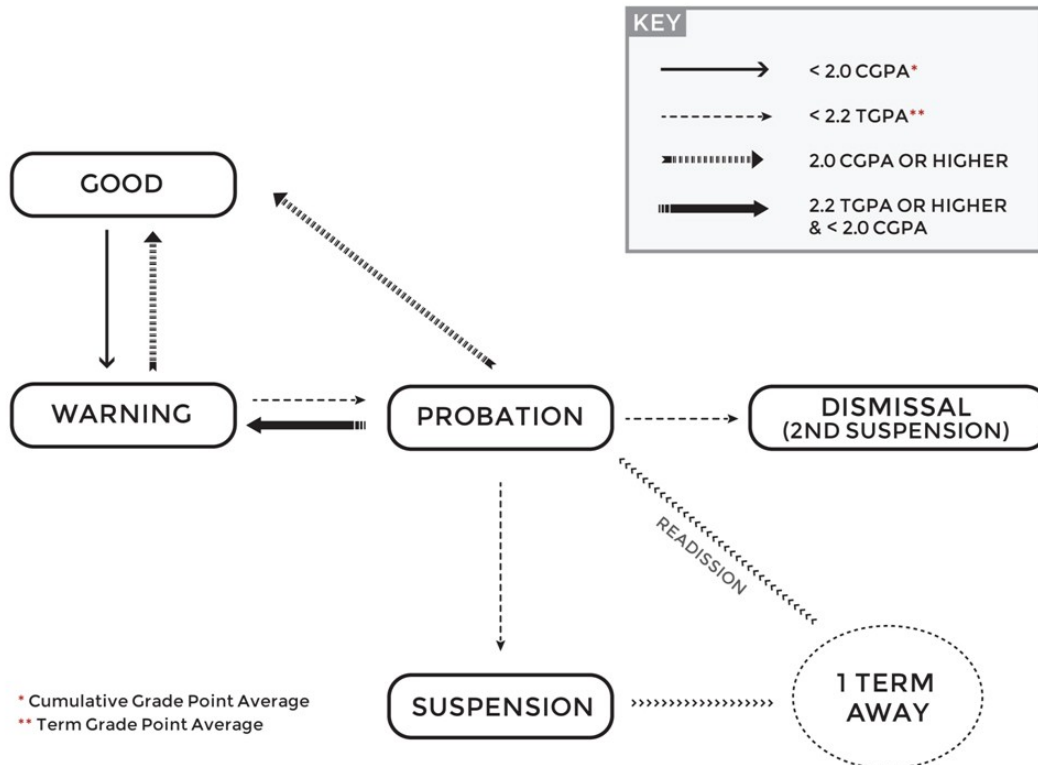 KEY
< 2.0 CGPA*
< 2.2 TGPA**
2.0 CGPA OR HIGHER
2.2 TGPA OR HIGHER
& < 2.0 CGPA
GOOD
WARNING
PROBATION
DISMISSAL
(2ND SUSPENSION)
READISSION
SUSPENSION
1 TERM
AWAY
* Cumulative Grade Point Average
** Term Grade Point Average